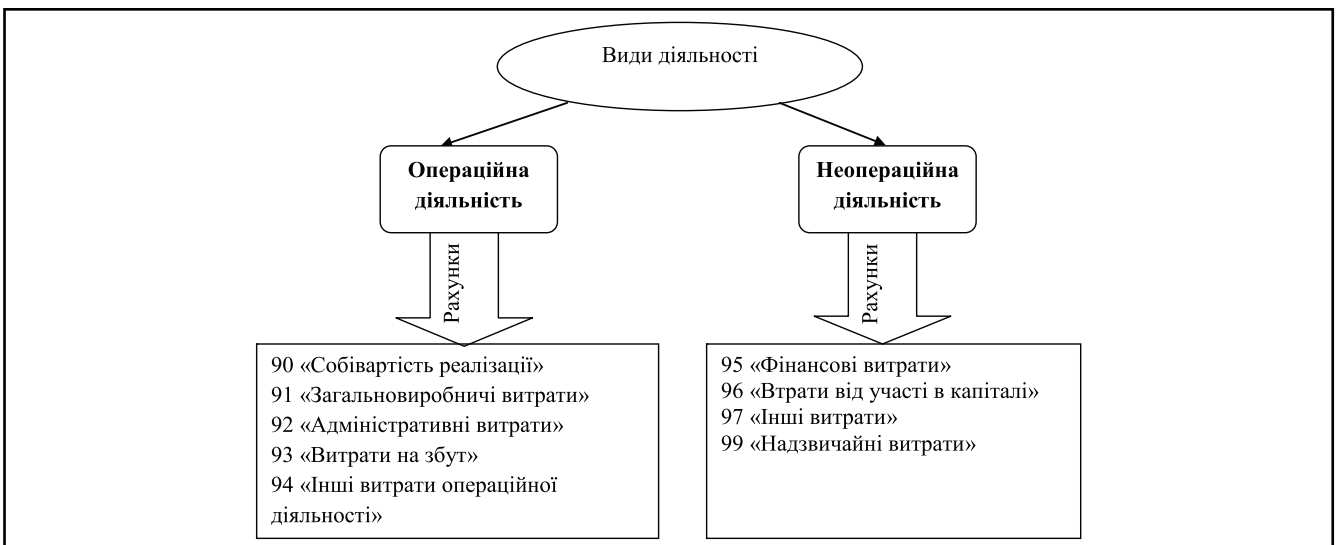 Види діяльності
Операційна
діяльність
Неопераційна
діяльність
Рахунки
Рахунки
90 «Собівартість реалізації»
91 «Загальновиробничі витрати»
92 «Адміністративні витрати»
93 «Витрати на збут»
94 «Інші витрати операційної
діяльності»
95 «Фінансові витрати»
96 «Втрати від участі в капіталі»
97 «Інші витрати»
99 «Надзвичайні витрати»